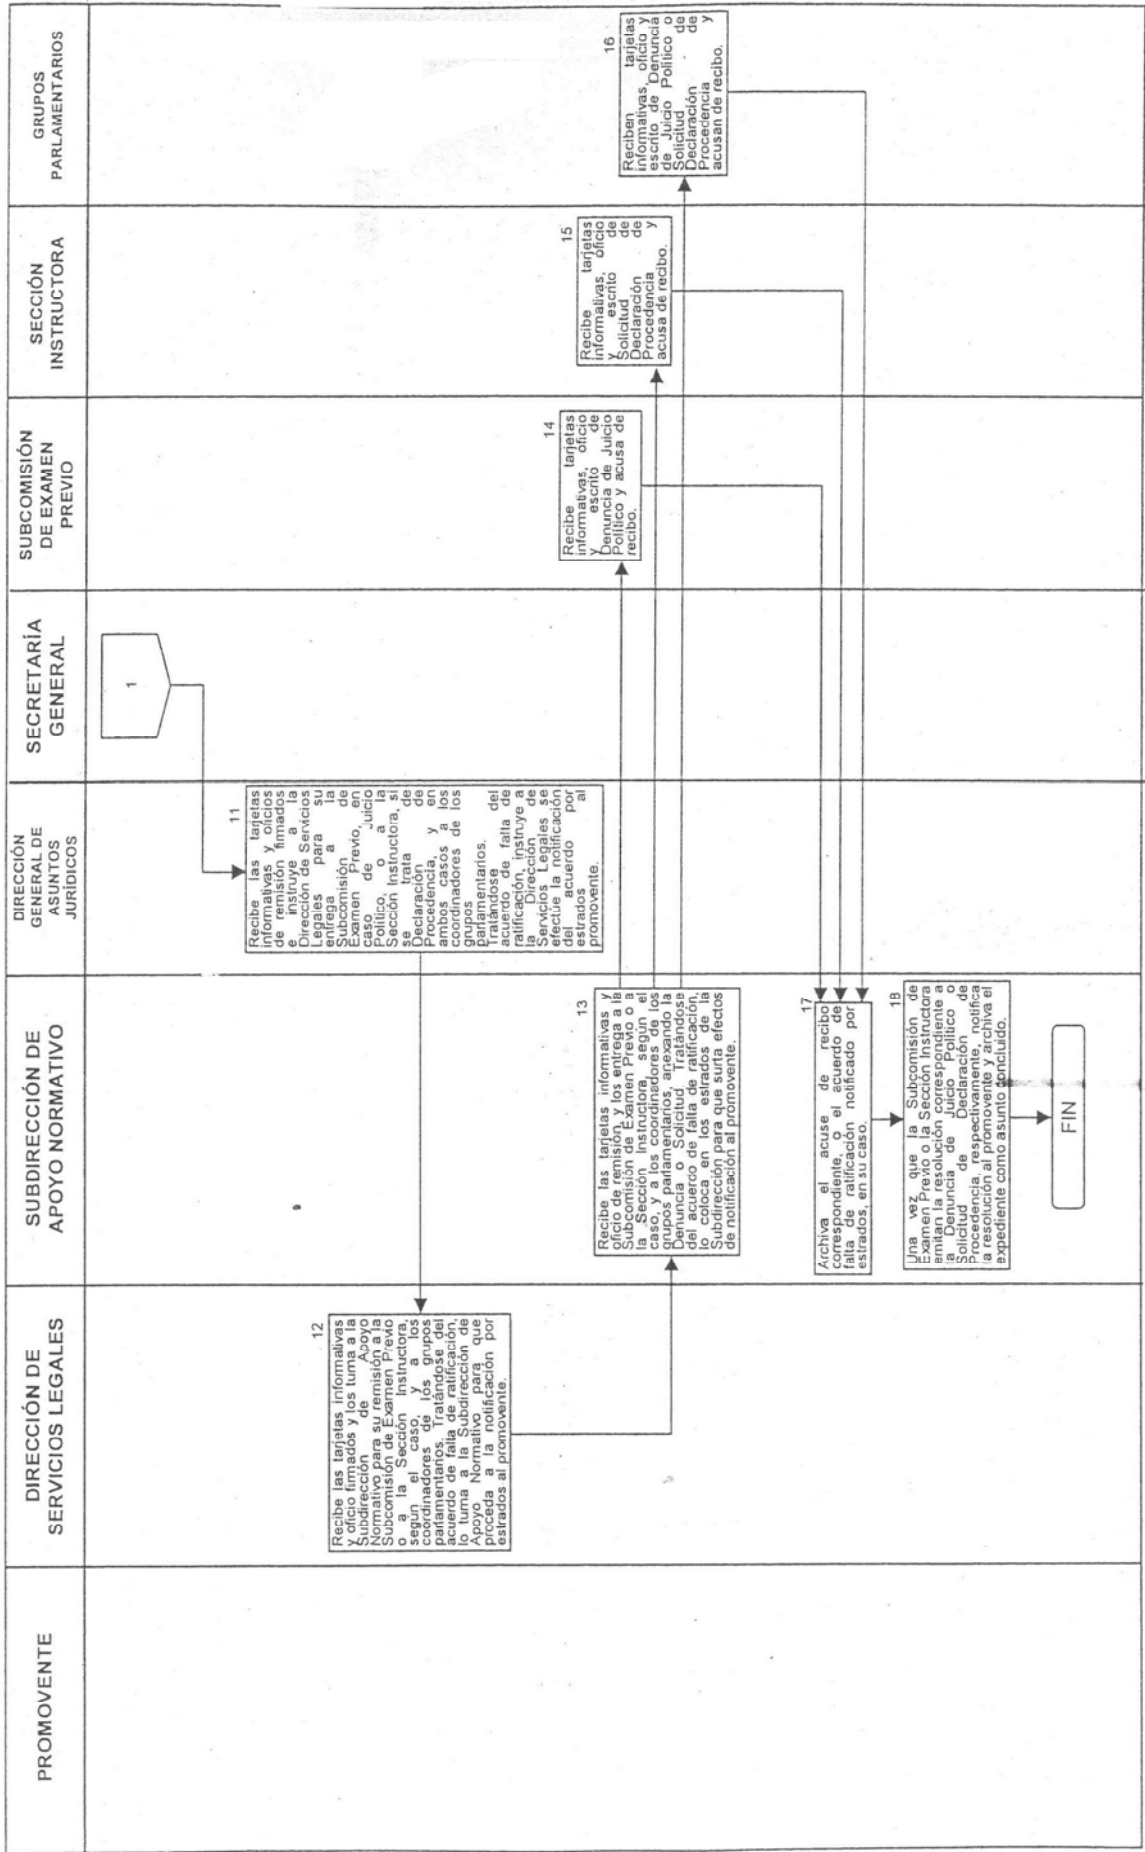 PROMOVENTE
DIRECCIÓN DE
SERVICIOS LEGALES
SUBDIRECCIÓN DE
APOYO NORMATIVO
DIRECCIÓN
GENERAL DE
ASUNTOS
JURÍDICOS
SECRETARÍA
GENERAL
SUBCOMISIÓN
DE EXAMEN
PREVIO
SECCIÓN
INSTRUCTORA
GRUPOS
PARLAMENTARIOS
1
11
Recibe las tarjetas
informativas y oficios
de remisión firmados
e instruye a la
Dirección de Servicios
Legales para su
entrega a la
Subcomisión de
Examen Previo, en
caso de Juicio
Político, o a la
Sección Instructora, si
se trata de
Declaración de
Procedencia, y en
ambos casos a los
coordinadores de los
grupos
parlamentarios.
Tratándose del
acuerdo de falta de
ratificación, instruye a
la Dirección de
Servicios Legales se
efectúe la notificación
del acuerdo por
estrados al
promovente.
12
Recibe las tarjetas informativas
y oficio firmados y los turna a la
Subdirección de Apoyo
Normativo para su remisión a la
Subcomisión de Examen Previo
o a la Sección Instructora,
según el caso, y a los
coordinadores de los grupos
parlamentarios. Tratándose del
acuerdo de falta de ratificación,
lo turna a la Subdirección de
Apoyo Normativo para que
proceda a la notificación por
estrados al promovente.
13
Recibe las tarjetas informativas y
oficio de remisión, y los entrega a la
Subcomisión de Examen Previo o a
la Sección Instructora, según el
caso, y a los coordinadores de los
grupos parlamentarios, anexando la
Denuncia o Solicitud. Tratándose
del acuerdo de falta de ratificación,
lo coloca en los estrados de la
Subdirección para que surta efectos
de notificación al promovente.
14
Recibe tarjetas
informativas, oficio
y escrito de
Denuncia de Juicio
Político y acusa de
recibo.
15
Recibe tarjetas
informativas, oficio
y escrito de
Solicitud de
Declaración de
Procedencia y
acusa de recibo.
16
Reciben tarjetas
informativas, oficio y
escrito de Denuncia
de Juicio Político o
Solicitud de
Declaración de
Procedencia y
acusan de recibo.
17
Archiva el acuse de recibo
correspondiente, o el acuerdo de
falta de ratificación notificado por
estrados, en su caso.
18
Una vez que la Subcomisión de
Examen Previo o la Sección Instructora
emitan la resolución correspondiente a
la Denuncia de Juicio Político o
Solicitud de Declaración de
Procedencia, respectivamente, notifica
la resolución al promovente y archiva el
expediente como asunto concluido.
FIN